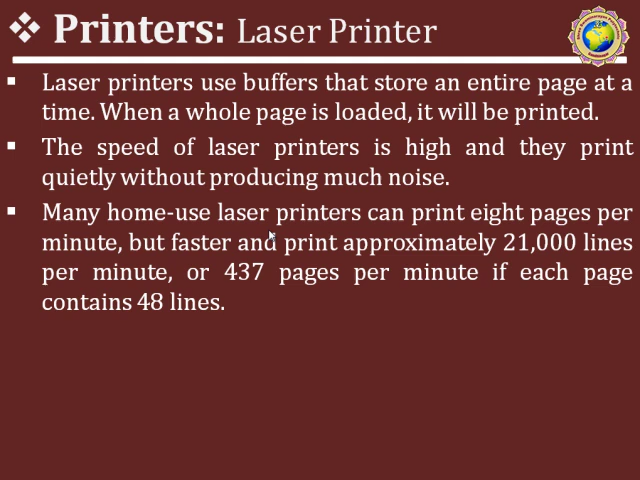 ❖ Printers: Laser Printer
▪ Laser printers use buffers that store an entire page at a
time. When a whole page is loaded, it will be printed.
▪ The speed of laser printers is high and they print
quietly without producing much noise.
▪ Many home-use laser printers can print eight pages per
minute, but faster and print approximately 21,000 lines
per minute, or 437 pages per minute if each page
contains 48 lines.